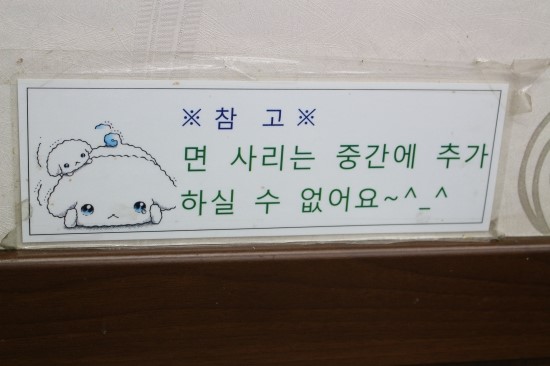 ※참 고※
면 사리는 중간에 추가
하실 수 없어요~^_^